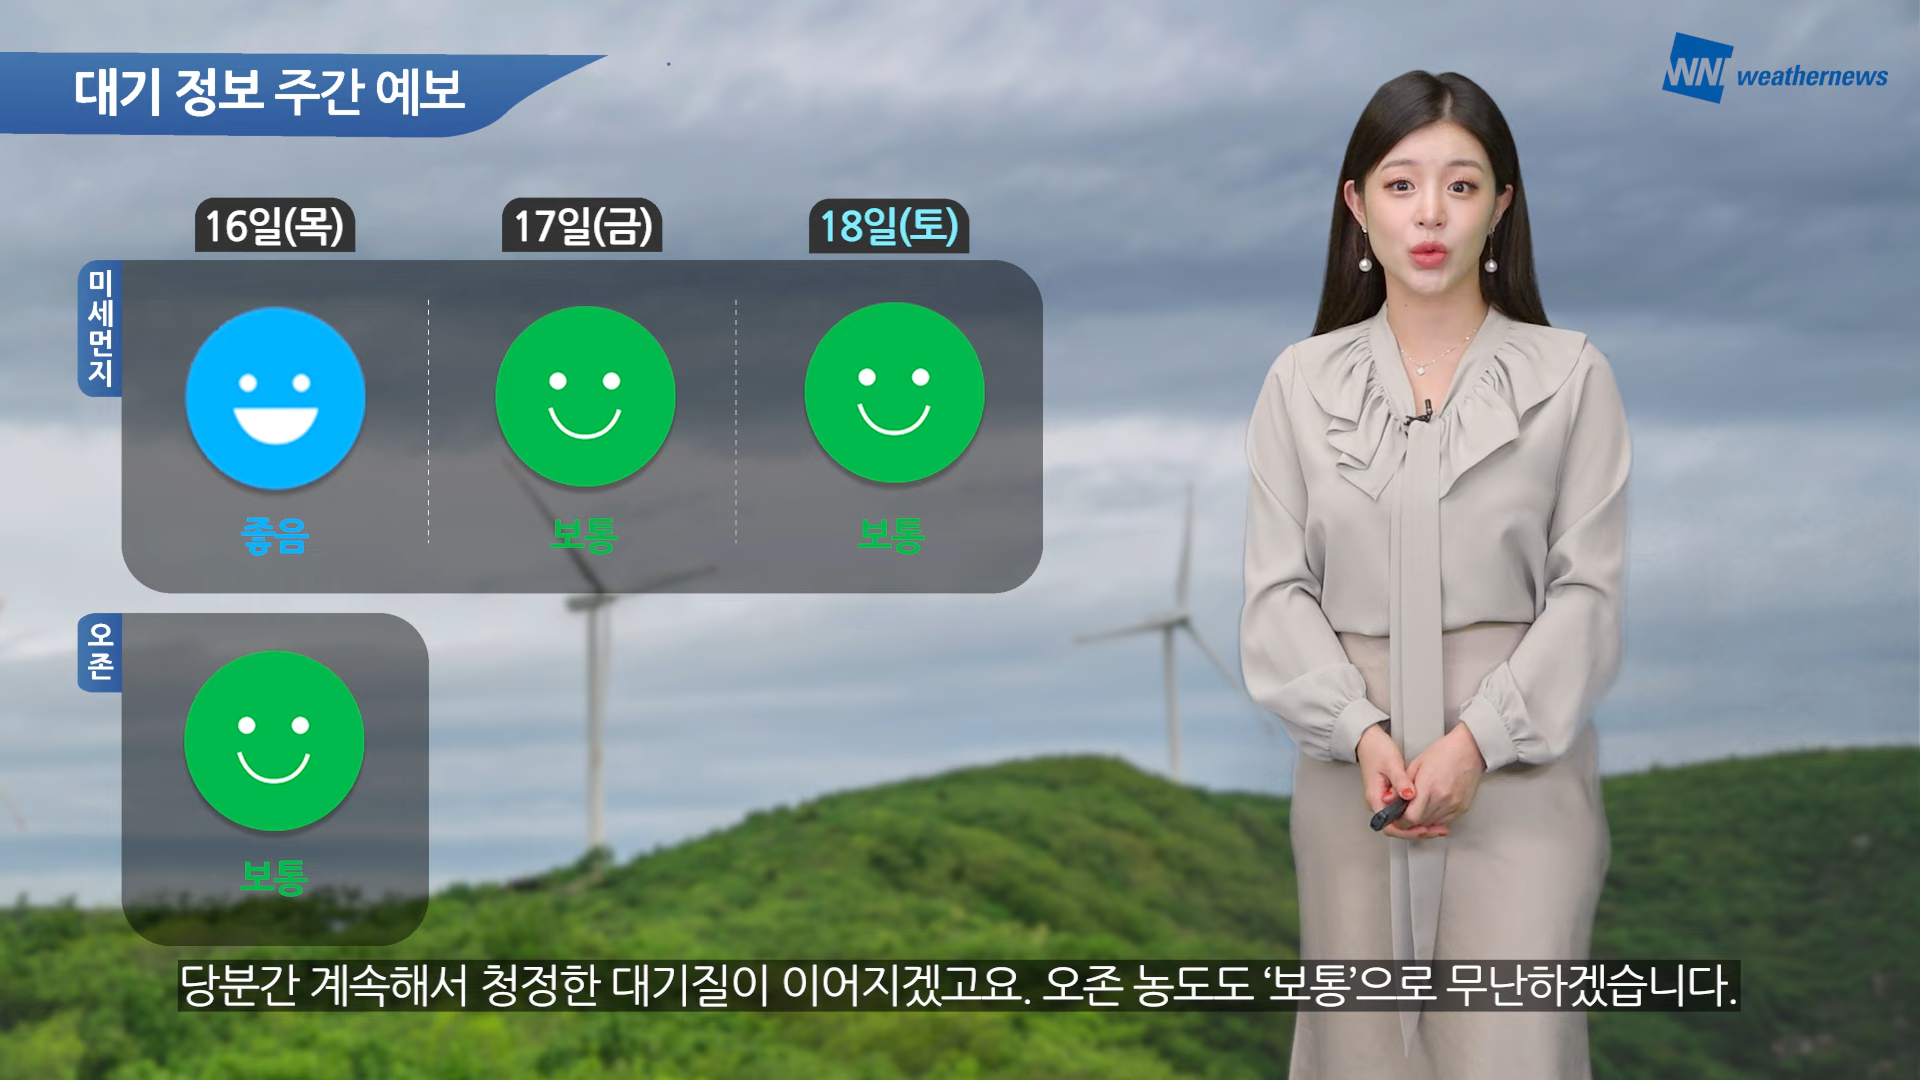 대기 정보 주간 예보
WNI weathernews
16일(목) 17일(금) 18일(토)
미세먼지
좋음 보통 보통
오존
보통
당분간 계속해서 청정한 대기질이 이어지겠고요. 오존 농도도 ‘보통’으로 무난하겠습니다.